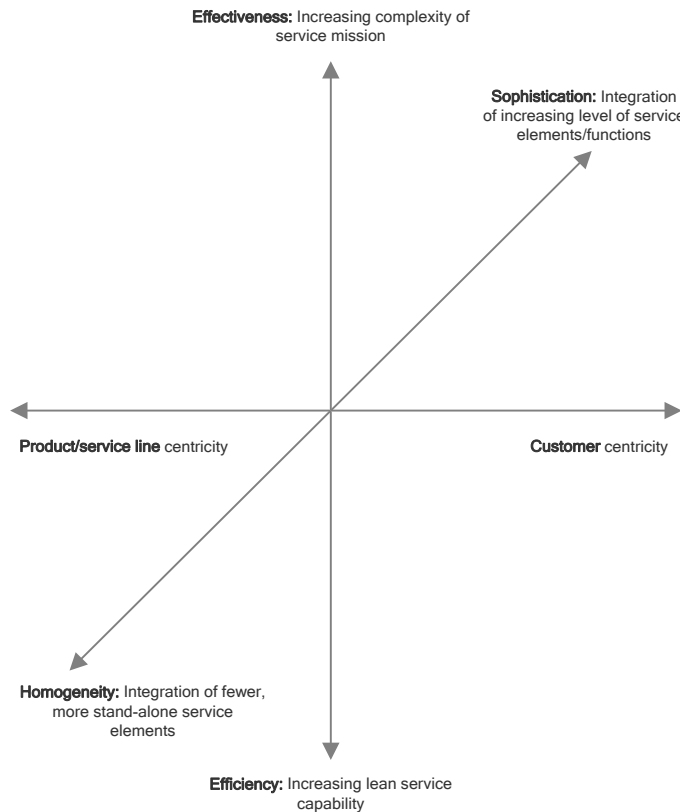 Effectiveness: Increasing complexity of
service mission
Sophistication: Integration
of increasing level of service
elements/functions
Product/service line centricity
Customer centricity
Homogeneity: Integration of fewer,
more stand-alone service
elements
Efficiency: Increasing lean service
capability